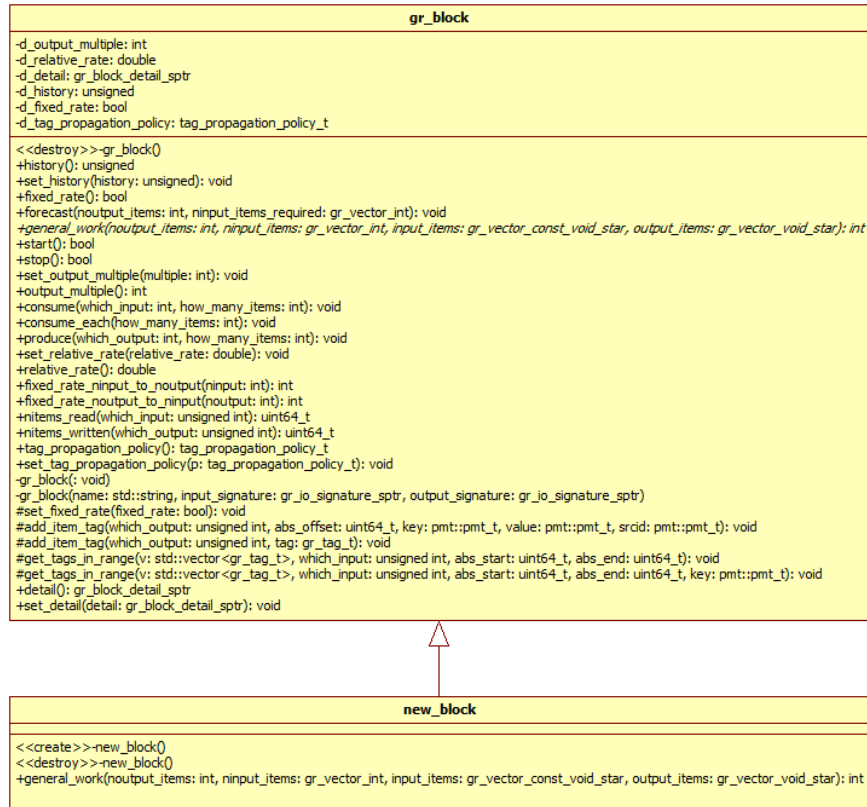 gr_block
-d_output_multiple: int
-d_relative_rate: double
-d_detail: gr_block_detail_sptr
-d_history: unsigned
-d_fixed_rate: bool
-d_tag_propagation_policy: tag_propagation_policy_t
<<destroy>>-gr_block()
+history(): unsigned
+set_history(history: unsigned): void
+fixed_rate(): bool
+forecast(noutput_items: int, ninput_items_required: gr_vector_int): void
+general_work(noutput_items: int, ninput_items: gr_vector_int, input_items: gr_vector_const_void_star, output_items: gr_vector_void_star): int
+start(): bool
+stop(): bool
+set_output_multiple(multiple: int): void
+output_multiple(): int
+consume(which_input: int, how_many_items: int): void
+consume_each(how_many_items: int): void
+produce(which_output: int, how_many_items: int): void
+set_relative_rate(relative_rate: double): void
+relative_rate(): double
+fixed_rate_ninput_to_noutput(ninput: int): int
+fixed_rate_noutput_to_ninput(noutput: int): int
+nitems_read(which_input: unsigned int): uint64_t
+nitems_written(which_output: unsigned int): uint64_t
+tag_propagation_policy(): tag_propagation_policy_t
+set_tag_propagation_policy(p: tag_propagation_policy_t): void
-gr_block(: void)
-gr_block(name: std::string, input_signature: gr_io_signature_sptr, output_signature: gr_io_signature_sptr)
#set_fixed_rate(fixed_rate: bool): void
#add_item_tag(which_output: unsigned int, abs_offset: uint64_t, key: pmt::pmt_t, value: pmt::pmt_t, srcid: pmt::pmt_t): void
#add_item_tag(which_output: unsigned int, tag: gr_tag_t): void
#get_tags_in_range(v: std::vector<gr_tag_t>, which_input: unsigned int, abs_start: uint64_t, abs_end: uint64_t): void
#get_tags_in_range(v: std::vector<gr_tag_t>, which_input: unsigned int, abs_start: uint64_t, abs_end: uint64_t, key: pmt::pmt_t): void
+detail(): gr_block_detail_sptr
+set_detail(detail: gr_block_detail_sptr): void
new_block
<<create>>-new_block()
<<destroy>>-new_block()
+general_work(noutput_items: int, ninput_items: gr_vector_int, input_items: gr_vector_const_void_star, output_items: gr_vector_void_star): int